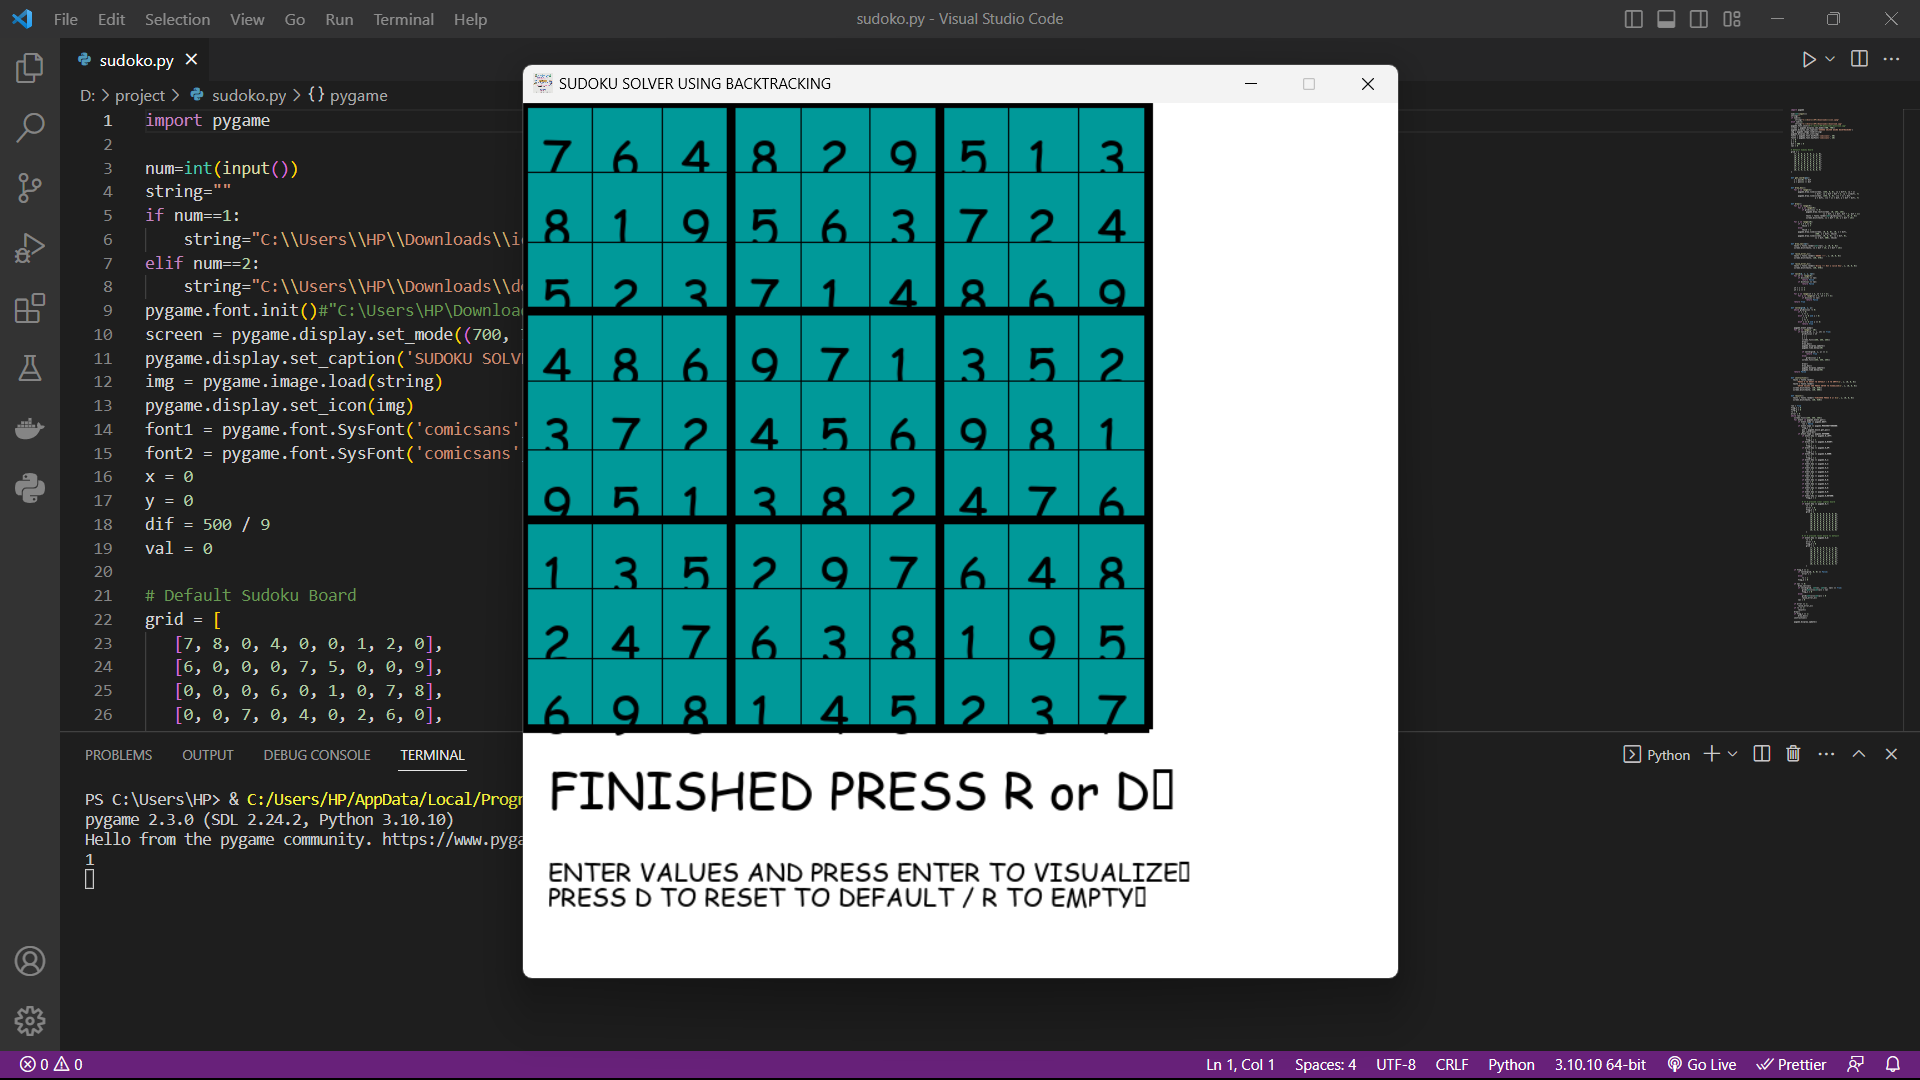 File Edit Selection View Go Run Terminal Help
sudoko.py - Visual Studio Code
sudoko.py
D: > project > sudoko.py > {} pygame
1 import pygame
2
3 num=int(input())
4 string=""
5 if num==1:
6 string="C:\\Users\\HP\\Downloads\\i
7 elif num==2:
8 string="C:\\Users\\HP\\Downloads\\d
9 pygame.font.init()#"C:\Users\HP\Downloa
10 screen = pygame.display.set_mode((700,
11 pygame.display.set_caption('SUDOKU SOLV
12 img = pygame.image.load(string)
13 pygame.display.set_icon(img)
14 font1 = pygame.font.SysFont('comicsans'
15 font2 = pygame.font.SysFont('comicsans'
16 x = 0
17 y = 0
18 dif = 500 / 9
19 val = 0
20
21 # Default Sudoku Board
22 grid = [
23 [7, 8, 0, 4, 0, 0, 1, 2, 0],
24 [6, 0, 0, 0, 7, 5, 0, 0, 9],
25 [0, 0, 0, 6, 0, 1, 0, 7, 8],
26 [0, 0, 7, 0, 4, 0, 2, 6, 0],
SUDOKU SOLVER USING BACKTRACKING
7 6 4 8 2 9 5 1 3
8 1 9 5 6 3 7 2 4
5 2 3 7 1 4 8 6 9
4 8 6 9 7 1 3 5 2
3 7 2 4 5 6 9 8 1
9 5 1 3 8 2 4 7 6
1 3 5 2 9 7 6 4 8
2 4 7 6 3 8 1 9 5
6 9 8 1 4 5 2 3 7
FINISHED PRESS R or D
ENTER VALUES AND PRESS ENTER TO VISUALIZE
PRESS D TO RESET TO DEFAULT / R TO EMPTY
PROBLEMS OUTPUT DEBUG CONSOLE TERMINAL
Python
PS C:\Users\HP> & C:/Users/HP/AppData/Local/Progr
pygame 2.3.0 (SDL 2.24.2, Python 3.10.10)
Hello from the pygame community. https://www.pyga
1
0 0
Ln 1, Col 1 Spaces: 4 UTF-8 CRLF Python 3.10.10 64-bit Go Live Prettier